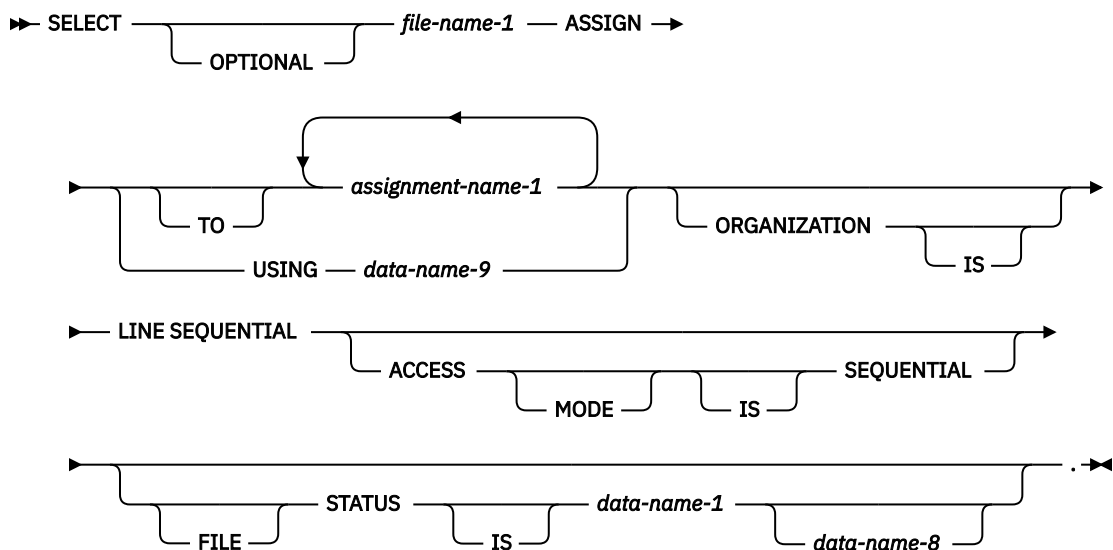 SELECT file-name-1 ASSIGN
OPTIONAL
assignment-name-1
TO ORGANIZATION
USING data-name-9 IS
LINE SEQUENTIAL
ACCESS SEQUENTIAL
MODE IS
.
STATUS data-name-1
FILE IS data-name-8